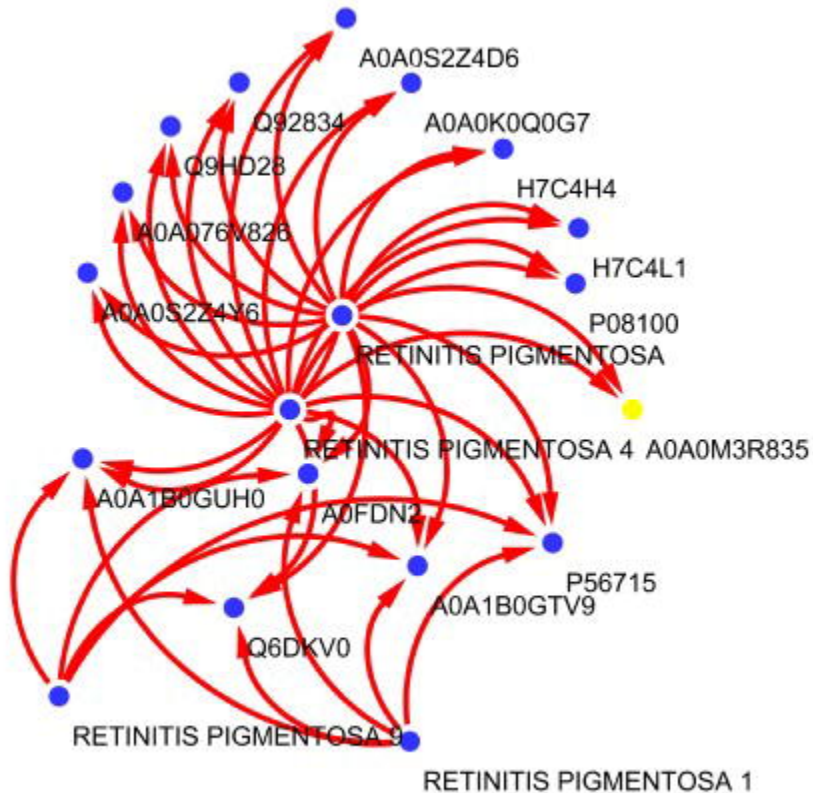 A0A0S2Z4D6
Q92834
A0A0K0Q0G7
Q9HD28
H7C4H4
A0A076V826
H7C4L1
A0A0S2Z4Y6
P08100
RETINITIS PIGMENTOSA
RETINITIS PIGMENTOSA 4
A0A0M3R835
A0A1B0GUH0
A0FDN2
P56715
A0A1B0GTV9
Q6DKV0
RETINITIS PIGMENTOSA 9
RETINITIS PIGMENTOSA 1